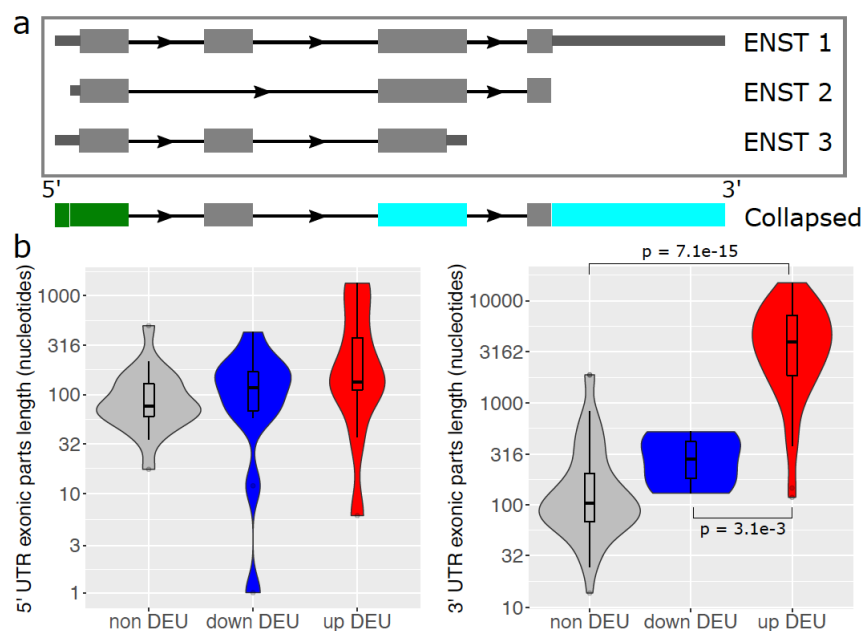 a
ENST 1
ENST 2
ENST 3
5' 3'
Collapsed
b
5' UTR exonic parts length (nucleotides)
1000
316
100
32
10
3
1
non DEU down DEU up DEU
3' UTR exonic parts length (nucleotides)
p = 7.1e-15
10000
3162
1000
316
100
p = 3.1e-3
32
10
non DEU down DEU up DEU